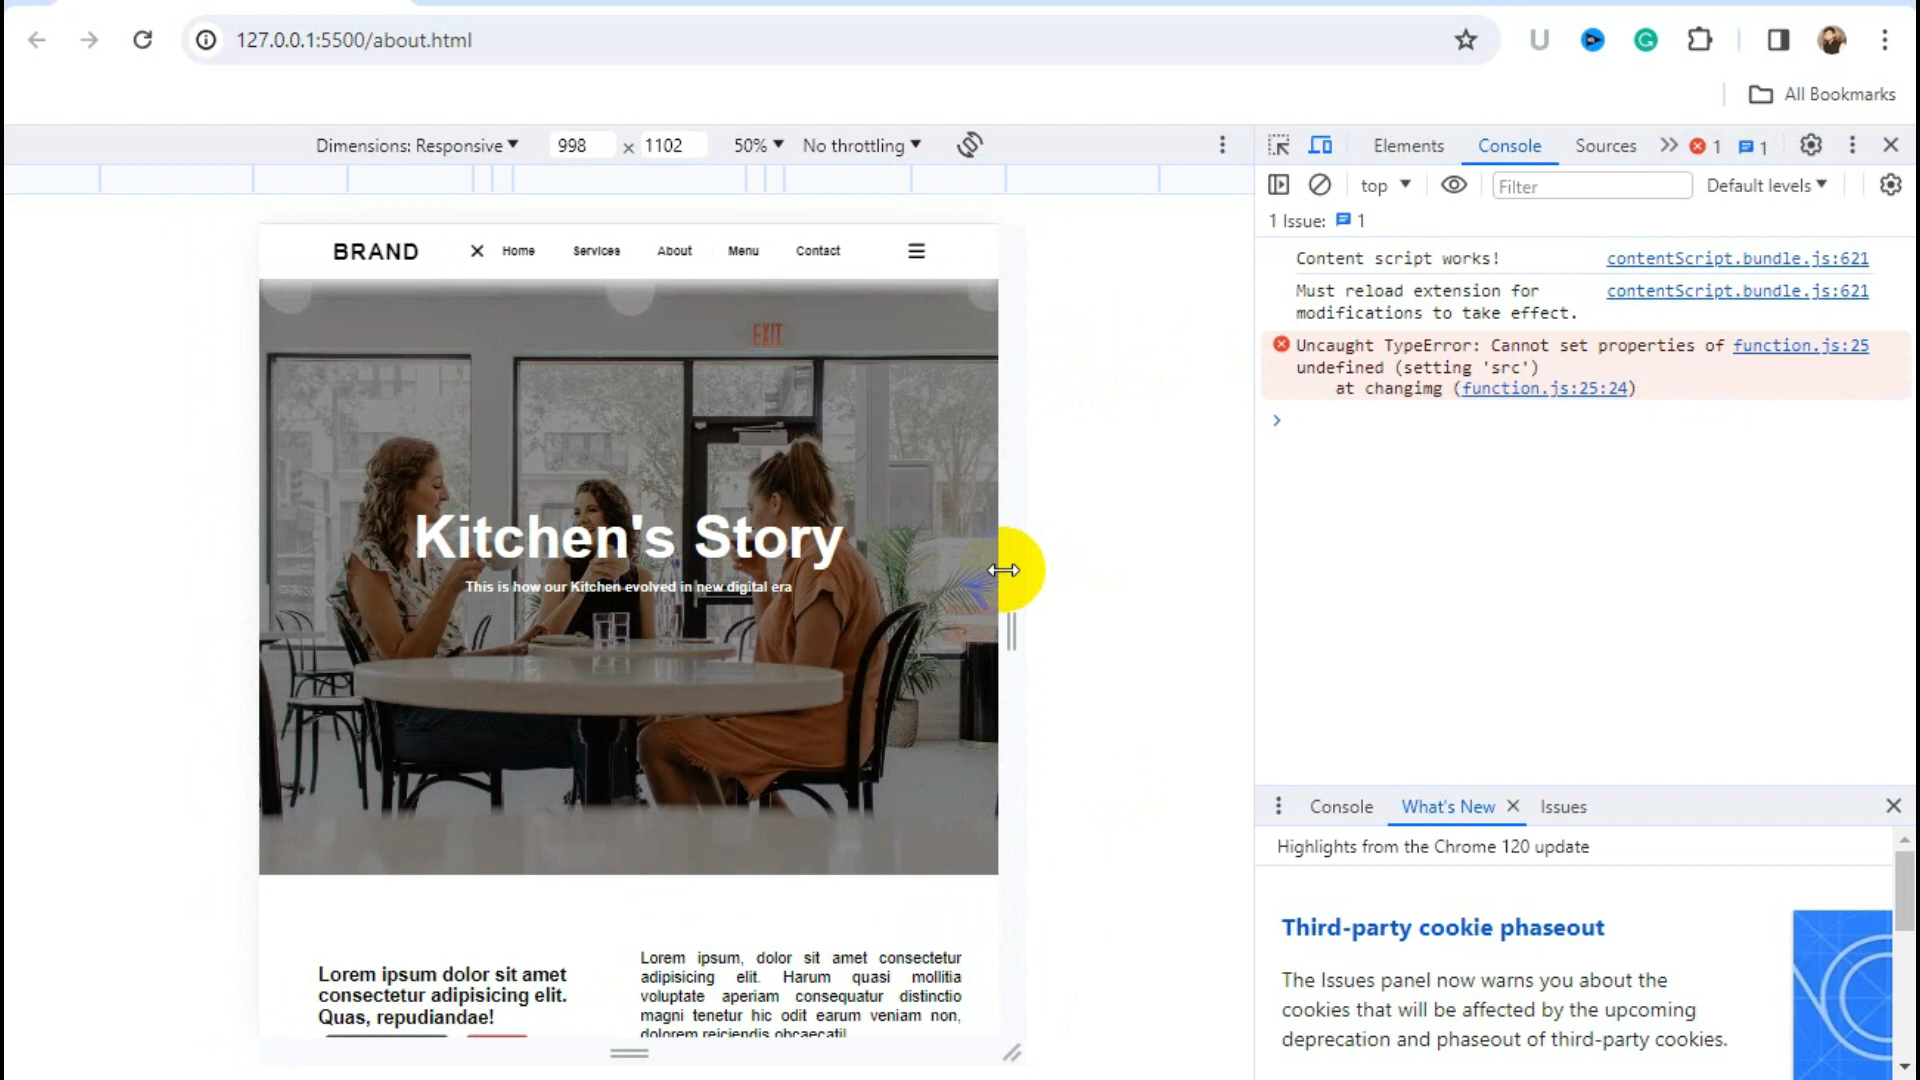 127.0.0.1:5500/about.html
All Bookmarks
Dimensions: Responsive 998 × 1102 50% No throttling
Elements Console Sources 1 1
top Filter Default levels
1 Issue: 1
BRAND Home Services About Menu Contact
EXIT
Kitchen's Story
This is how our Kitchen evolved in new digital era
Lorem ipsum dolor sit amet
consectetur adipisicing elit.
Quas, repudiandae!
Lorem ipsum, dolor sit amet consectetur
adipisicing elit. Harum quasi mollitia
voluptate aperiam consequatur distinctio
magni tenetur hic odit earum veniam non,
dolorem reiciendis obcaecati!
Content script works! contentScript.bundle.js:621
Must reload extension for contentScript.bundle.js:621
modifications to take effect.
Uncaught TypeError: Cannot set properties of function.js:25
undefined (setting 'src')
at changimg (function.js:25:24)
Console What's New Issues
Highlights from the Chrome 120 update
Third-party cookie phaseout
The Issues panel now warns you about the
cookies that will be affected by the upcoming
deprecation and phaseout of third-party cookies.